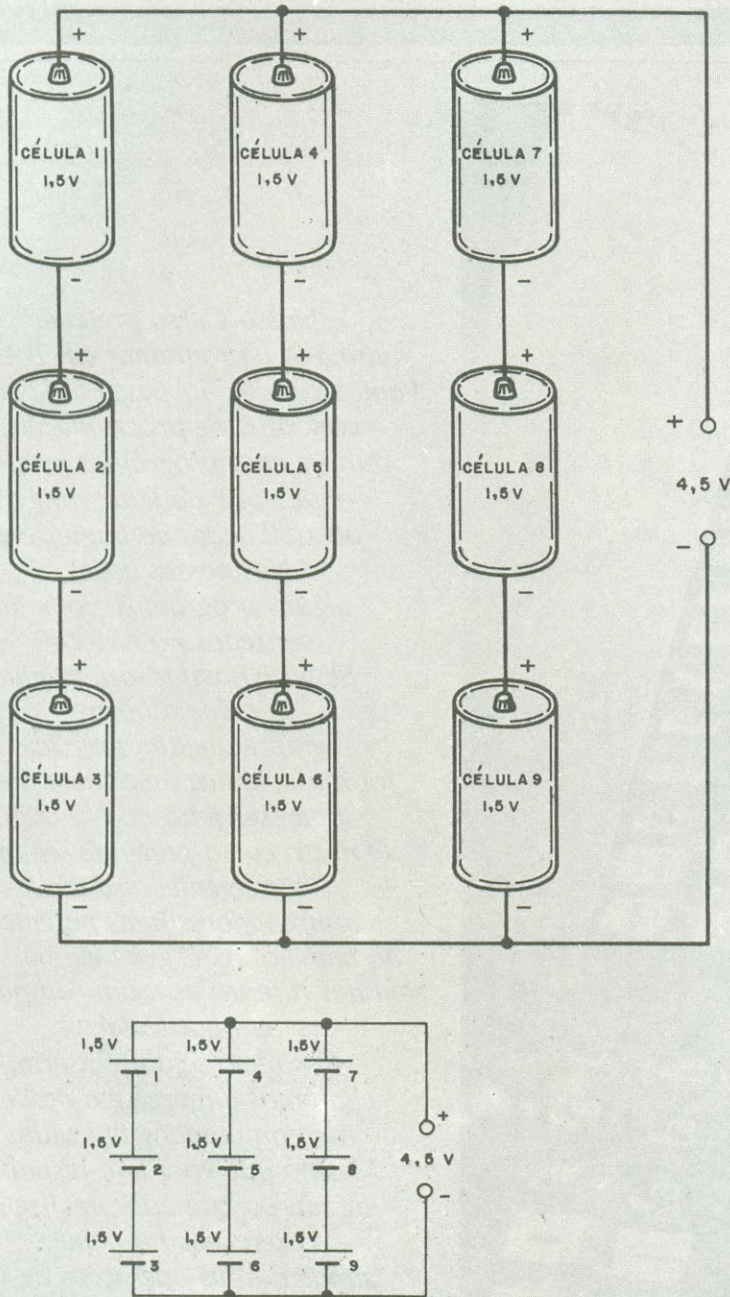 + + +
CÉLULA 1 CÉLULA 4 CÉLULA 7
1,5 V 1,5 V 1,5 V
− − −
+ + +
CÉLULA 2 CÉLULA 5 CÉLULA 8
1,5 V 1,5 V 1,5 V
− − −
+
4,5 V
−
+ + +
CÉLULA 3 CÉLULA 6 CÉLULA 9
1,5 V 1,5 V 1,5 V
− − −
1,5 V 1,5 V 1,5 V
1 4 7
1,5 V 1,5 V 1,5 V
2 5 8
+
4,5 V
−
1,5 V 1,5 V 1,5 V
3 6 9